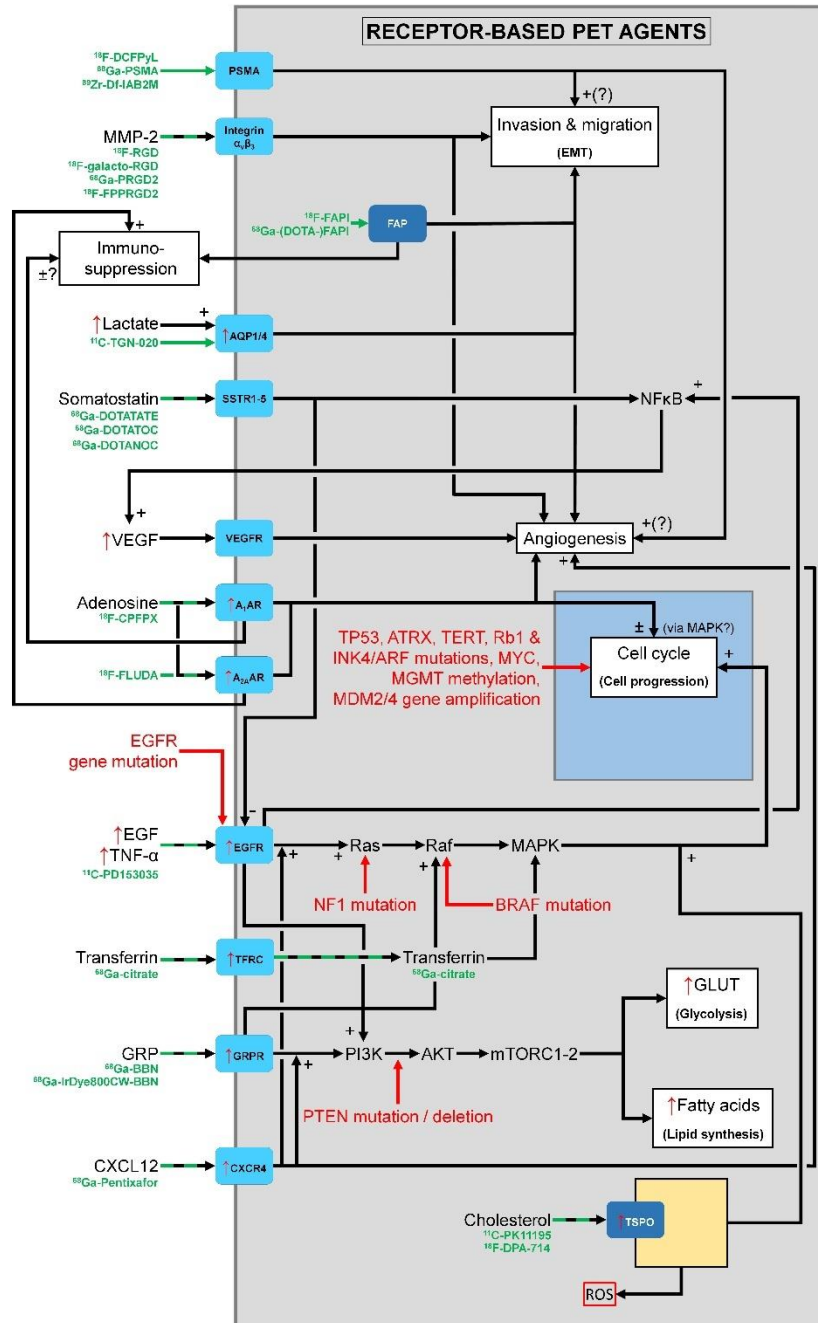 RECEPTOR-BASED PET AGENTS
¹⁸F-DCFPyL
⁶⁸Ga-PSMA
⁸⁹Zr-Df-IAB2M
PSMA
+(?)
Invasion & migration
(EMT)
MMP-2
¹⁸F-RGD
¹⁸F-galacto-RGD
⁶⁸Ga-PRGD2
¹⁸F-FPPRGD2
Integrin
αvβ₃
¹⁸F-FAPI
⁶⁸Ga-(DOTA-)FAPI
FAP
+
Immuno-
suppression
±?
↑Lactate
¹¹C-TGN-020
+
↑AQP1/4
Somatostatin
⁶⁸Ga-DOTATATE
⁶⁸Ga-DOTATOC
⁶⁸Ga-DOTANOC
SSTR1-5
NFκB
+
+
↑VEGF
VEGFR
Angiogenesis
+(?)
+
Adenosine
¹⁸F-CPFPX
↑A₁AR
¹⁸F-FLUDA
↑A₂AAR
TP53, ATRX, TERT, Rb1 &
INK4/ARF mutations, MYC,
MGMT methylation,
MDM2/4 gene amplification
± (via MAPK?)
Cell cycle
(Cell progression)
+
EGFR
gene mutation
↑EGF
↑TNF-α
¹¹C-PD153035
-
↑EGFR
+
+
Ras
Raf
+
MAPK
+
NF1 mutation
BRAF mutation
Transferrin
⁶⁸Ga-citrate
↑TFRC
Transferrin
⁶⁸Ga-citrate
↑GLUT
(Glycolysis)
GRP
⁶⁸Ga-BBN
⁶⁸Ga-IrDye800CW-BBN
↑GRPR
+
+
PI3K
AKT
mTORC1-2
PTEN mutation / deletion
↑Fatty acids
(Lipid synthesis)
CXCL12
⁶⁸Ga-Pentixafor
↑CXCR4
Cholesterol
¹¹C-PK11195
¹⁸F-DPA-714
↑TSPO
ROS